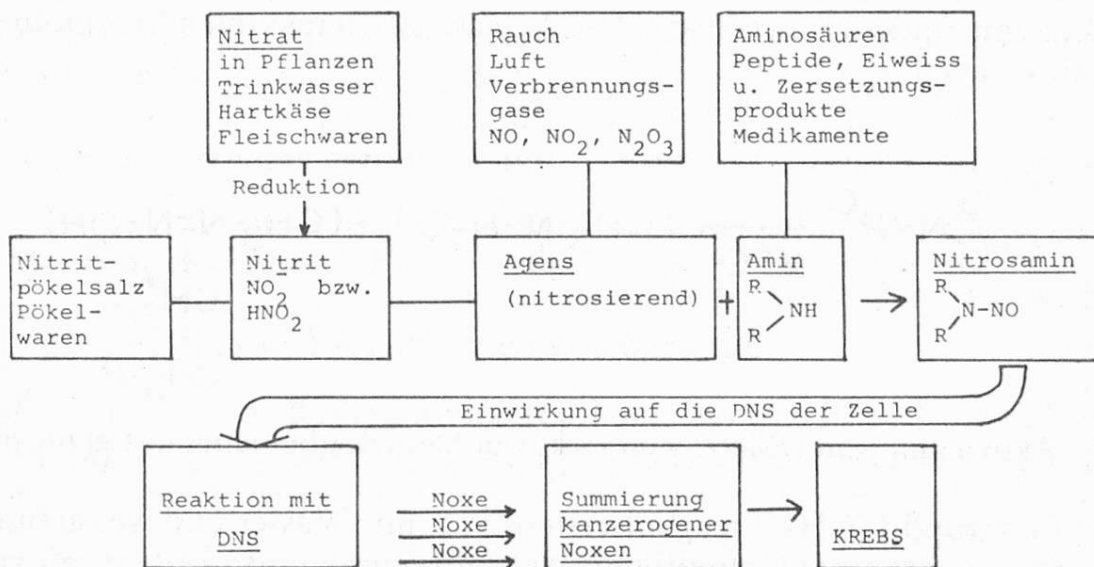 Nitrat
in Pflanzen
Trinkwasser
Hartkäse
Fleischwaren
Rauch
Luft
Verbrennungs-
gase
NO, NO₂, N₂O₃
Aminosäuren
Peptide, Eiweiss
u. Zersetzungs-
produkte
Medikamente
Reduktion
Nitrit-
pökelsalz
Pökel-
waren
Nitrit
NO₂⁻ bzw.
HNO₂
Agens
(nitrosierend)
+
Amin
R
NH
R
Nitrosamin
R
N-NO
R
Einwirkung auf die DNS der Zelle
Reaktion mit
DNS
Noxe
Noxe
Noxe
Summierung
kanzerogener
Noxen
KREBS